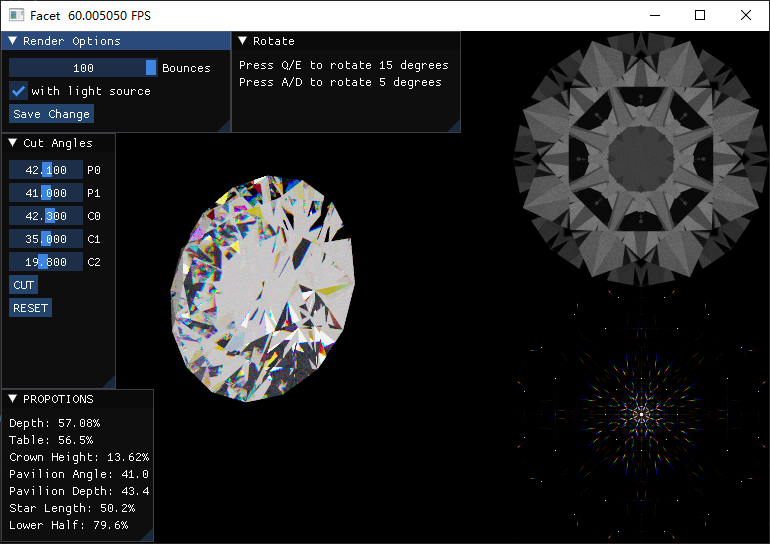 Facet 60.005050 FPS
Render Options
100 Bounces
with light source
Save Change
Rotate
Press Q/E to rotate 15 degrees
Press A/D to rotate 5 degrees
Cut Angles
42.100 P0
41.000 P1
42.300 C0
35.000 C1
19.800 C2
CUT
RESET
PROPOTIONS
Depth: 57.08%
Table: 56.5%
Crown Height: 13.62%
Pavilion Angle: 41.0
Pavilion Depth: 43.4
Star Length: 50.2%
Lower Half: 79.6%